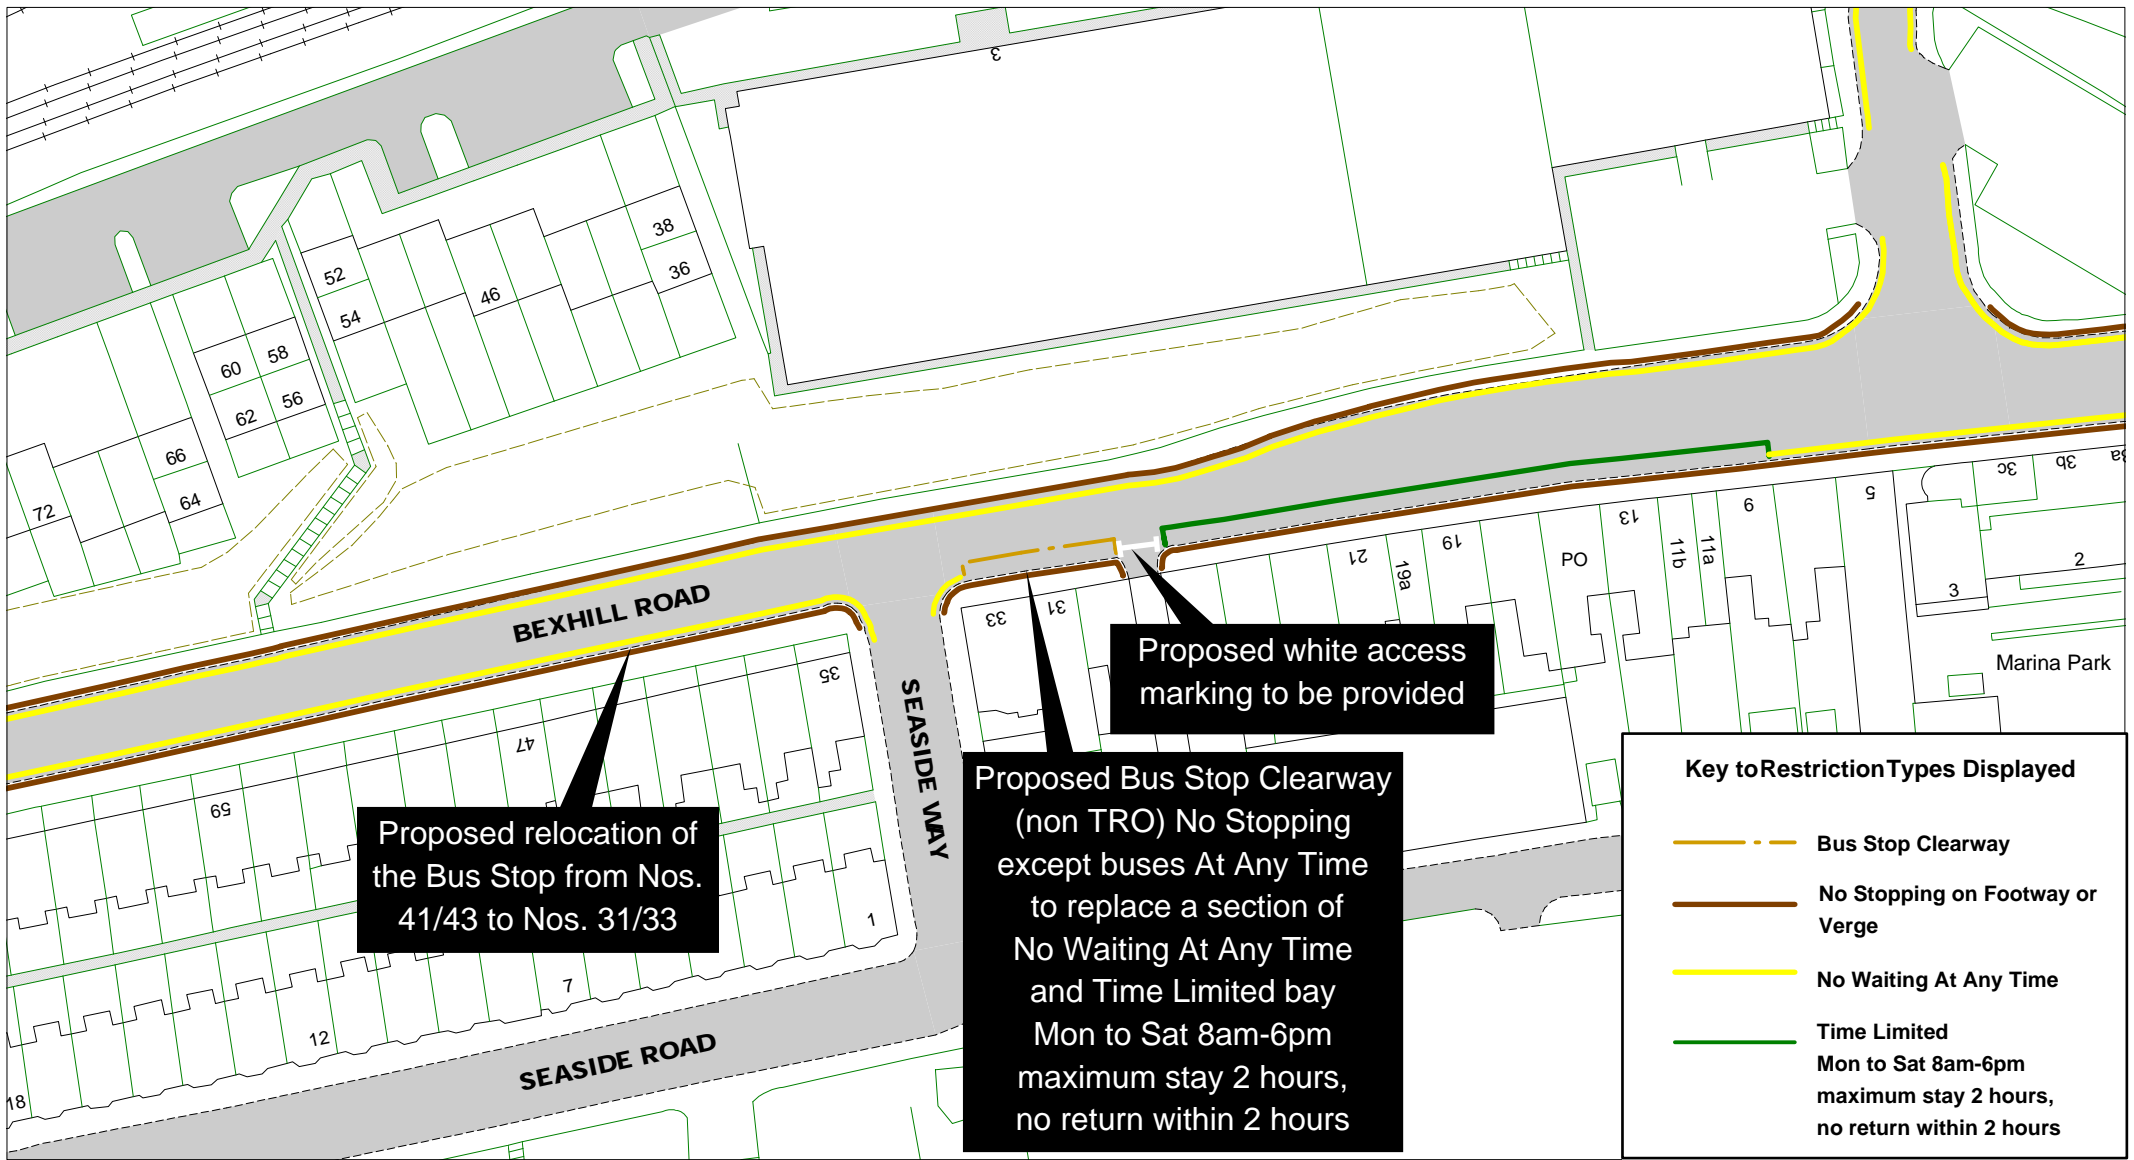 3
38
36
52
54
46
60
58
62
56
66
64
72
BEXHILL ROAD
SEASIDE WAY
SEASIDE ROAD
33
31
21
19a
19
PO
13
11b
11a
9
5
3c
3b
3a
3
2
Marina Park
35
47
59
1
7
12
18
Proposed white access
marking to be provided
Proposed relocation of
the Bus Stop from Nos.
41/43 to Nos. 31/33
Proposed Bus Stop Clearway
(non TRO) No Stopping
except buses At Any Time
to replace a section of
No Waiting At Any Time
and Time Limited bay
Mon to Sat 8am-6pm
maximum stay 2 hours,
no return within 2 hours
Key to Restriction Types Displayed
Bus Stop Clearway
No Stopping on Footway or
Verge
No Waiting At Any Time
Time Limited
Mon to Sat 8am-6pm
maximum stay 2 hours,
no return within 2 hours